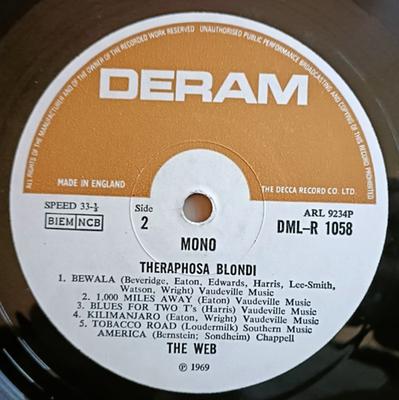 ALL RIGHTS OF THE MANUFACTURER AND OF THE OWNER OF THE RECORDED WORK RESERVED. UNAUTHORISED PUBLIC PERFORMANCE BROADCASTING AND COPYING OF THIS RECORD PROHIBITED
DERAM
MADE IN ENGLAND
THE DECCA RECORD CO. LTD.
SPEED 33-⅓
Side
2
ARL 9234P
BIEM NCB
MONO
DML-R 1058
THERAPHOSA BLONDI
1. BEWALA (Beveridge, Eaton, Edwards, Harris, Lee-Smith,
Watson, Wright) Vaudeville Music
2. 1,000 MILES AWAY (Eaton) Vaudeville Music
3. BLUES FOR TWO T's (Harris) Vaudeville Music
4. KILIMANJARO (Eaton, Wright) Vaudeville Music
5. TOBACCO ROAD (Loudermilk) Southern Music
AMERICA (Bernstein; Sondheim) Chappell
THE WEB
Ⓟ 1969